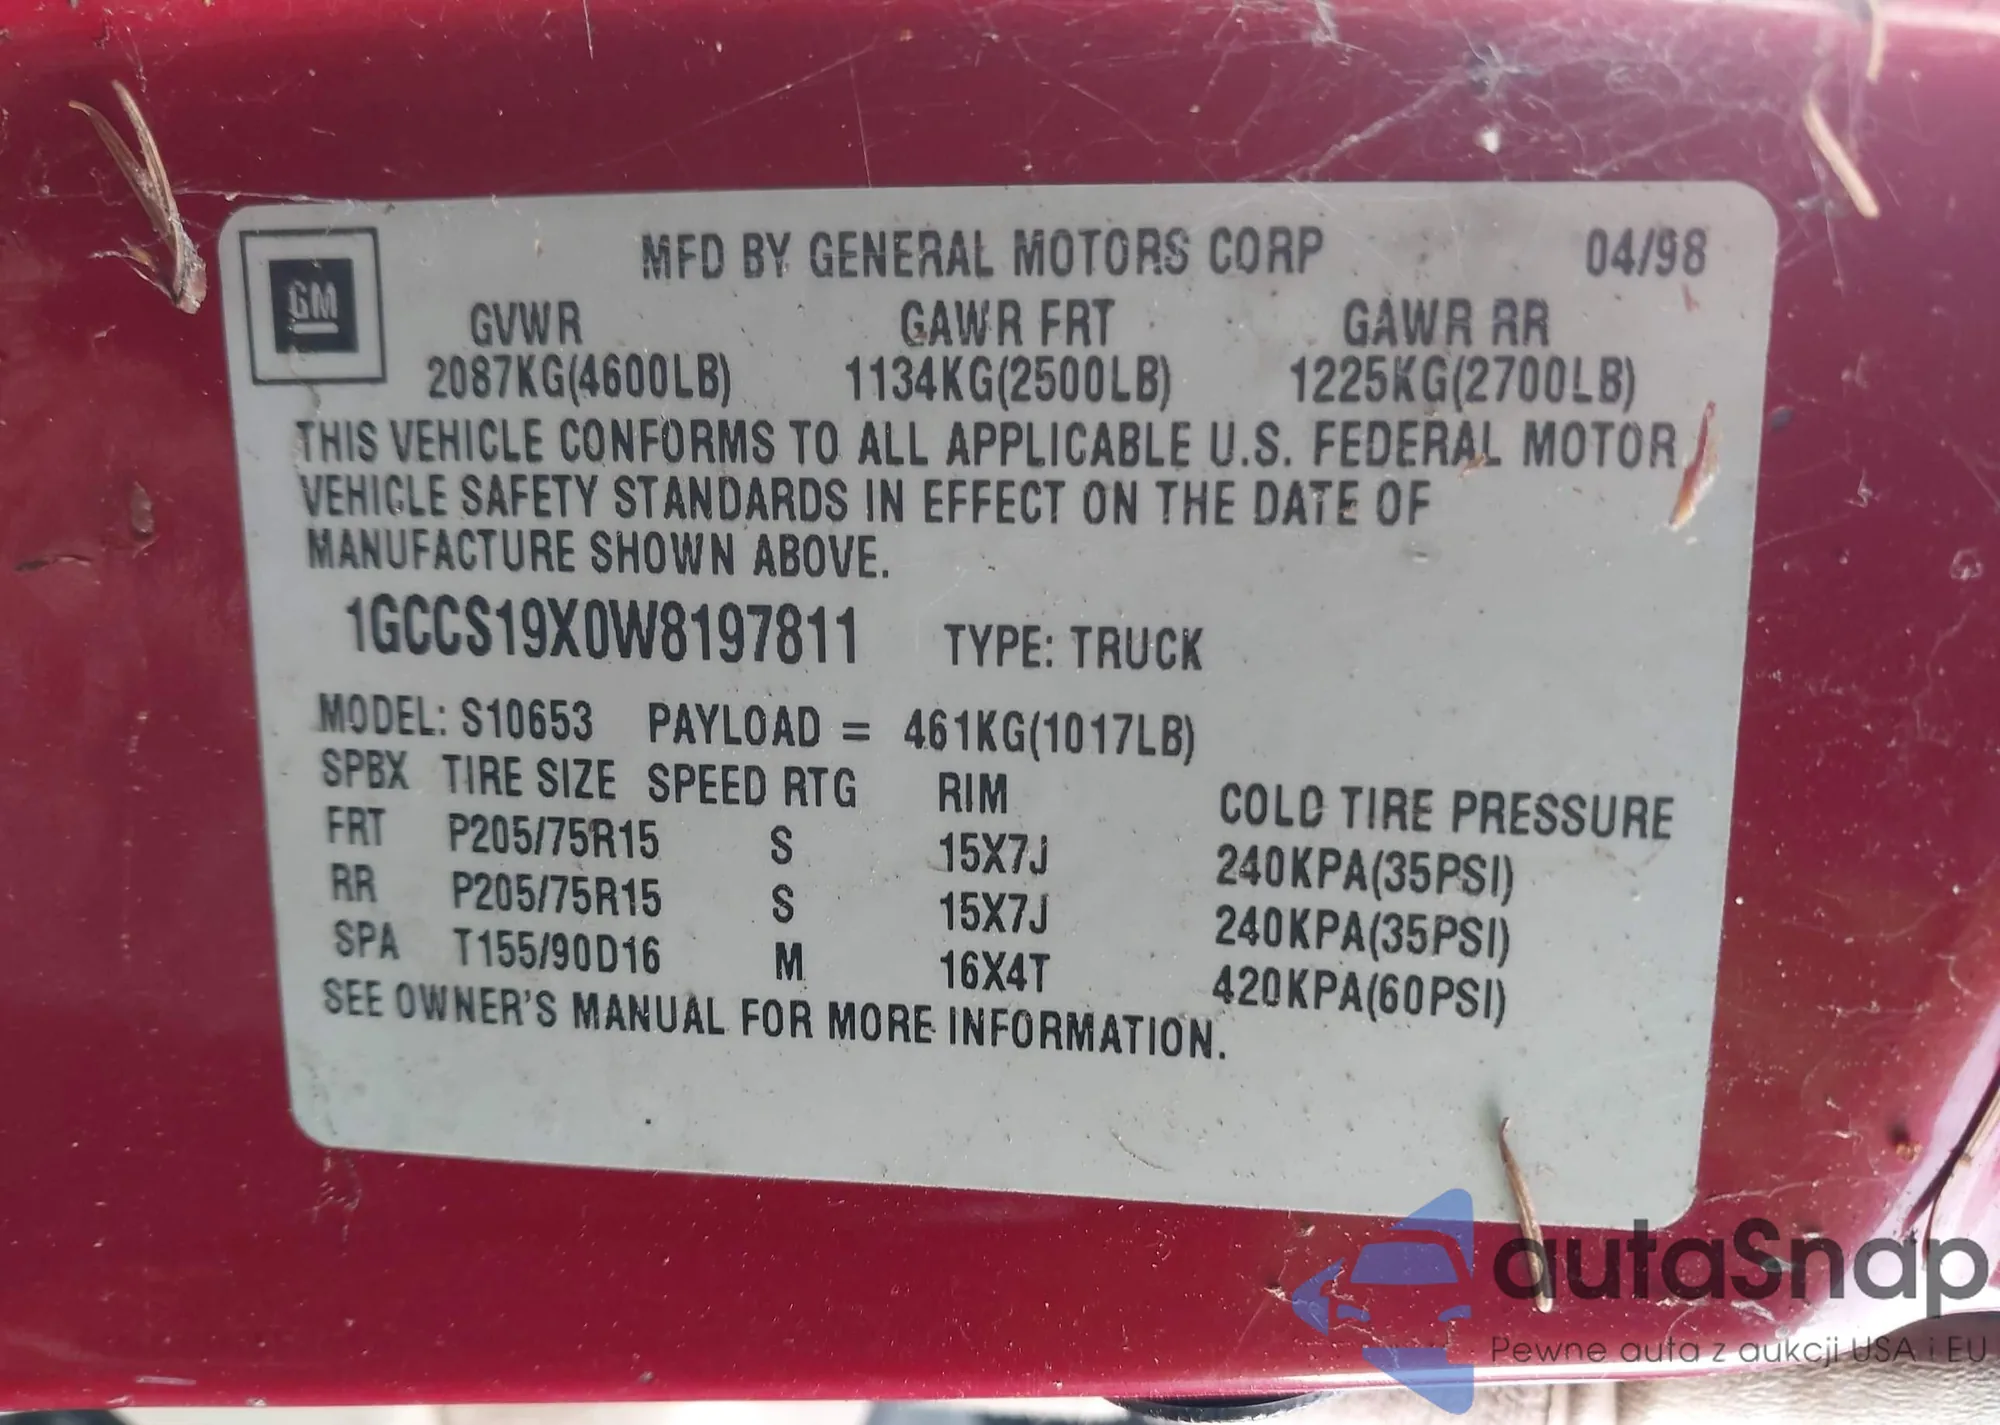 GM
MFD BY GENERAL MOTORS CORP 04/98
GVWR GAWR FRT GAWR RR
2087KG(4600LB) 1134KG(2500LB) 1225KG(2700LB)
THIS VEHICLE CONFORMS TO ALL APPLICABLE U.S. FEDERAL MOTOR
VEHICLE SAFETY STANDARDS IN EFFECT ON THE DATE OF
MANUFACTURE SHOWN ABOVE.
1GCCS19X0W8197811 TYPE: TRUCK
MODEL: S10653 PAYLOAD = 461KG(1017LB)
SPBX TIRE SIZE SPEED RTG RIM COLD TIRE PRESSURE
FRT P205/75R15 S 15X7J 240KPA(35PSI)
RR P205/75R15 S 15X7J 240KPA(35PSI)
SPA T155/90D16 M 16X4T 420KPA(60PSI)
SEE OWNER'S MANUAL FOR MORE INFORMATION.
autaSnap
Pewne auta z aukcji USA i EU